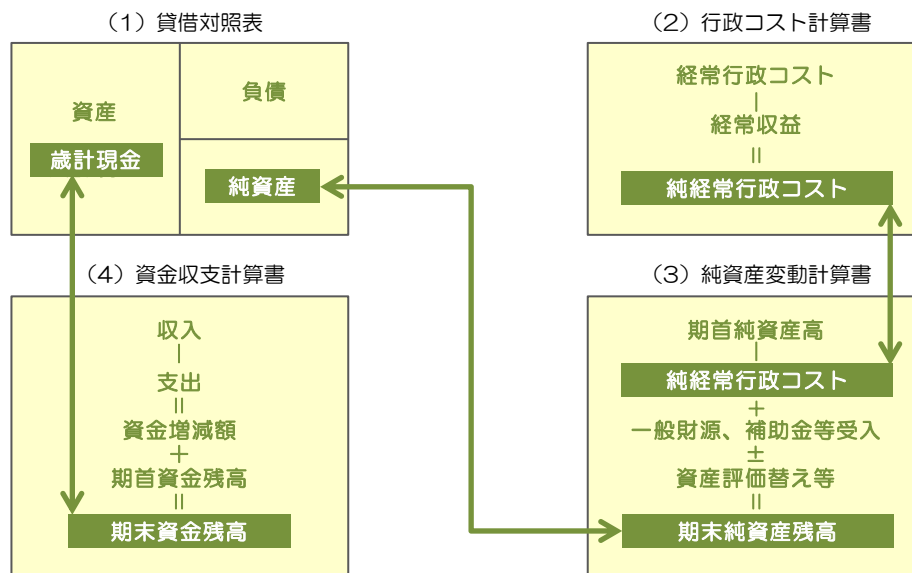 （1）貸借対照表
資産
歳計現金
負債
純資産
（2）行政コスト計算書
経常行政コスト
－
経常収益
＝
純経常行政コスト
（4）資金収支計算書
収入
－
支出
＝
資金増減額
＋
期首資金残高
＝
期末資金残高
（3）純資産変動計算書
期首純資産高
－
純経常行政コスト
＋
一般財源、補助金等受入
±
資産評価替え等
＝
期末純資産残高